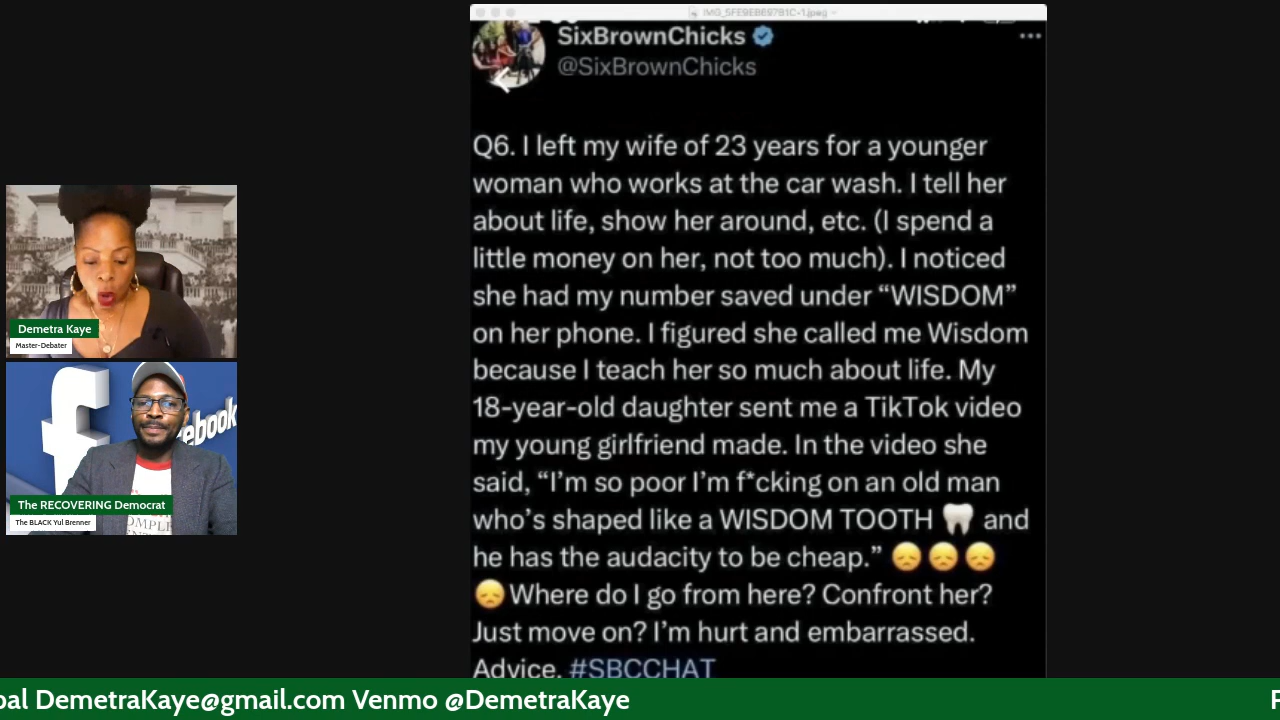 IMG_5FE9EB69781C-1.jpeg
SixBrownChicks
@SixBrownChicks
Q6. I left my wife of 23 years for a younger
woman who works at the car wash. I tell her
about life, show her around, etc. (I spend a
little money on her, not too much). I noticed
she had my number saved under “WISDOM”
on her phone. I figured she called me Wisdom
because I teach her so much about life. My
18-year-old daughter sent me a TikTok video
my young girlfriend made. In the video she
said, “I’m so poor I’m f*cking on an old man
who’s shaped like a WISDOM TOOTH 🦷 and
he has the audacity to be cheap.” 😞 😞 😞
😞 Where do I go from here? Confront her?
Just move on? I’m hurt and embarrassed.
Advice. #SBCCHAT
Demetra Kaye
Master-Debater
f
ebook
The RECOVERING Democrat
The BLACK Yul Brenner
pal DemetraKaye@gmail.com Venmo @DemetraKaye
P